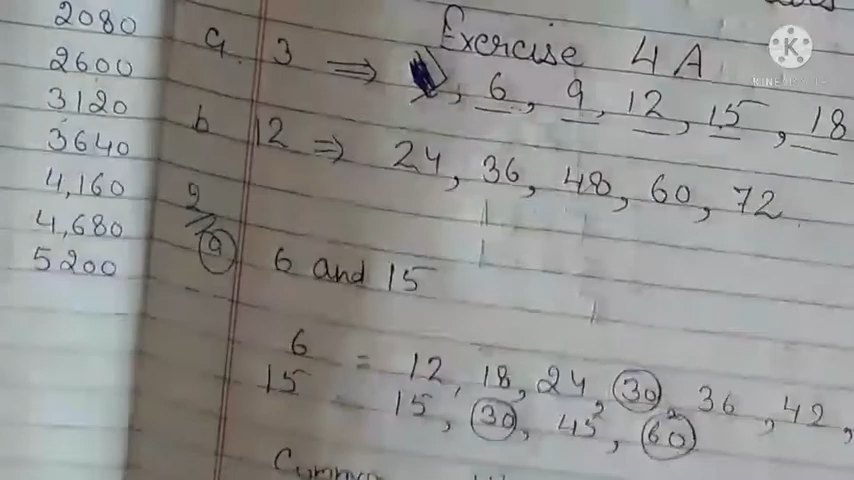 2080
2600
3120
3640
4,160
4,680
5200
Exercise 4A
KINEMASTER
a 3 ⇒ , 6, 9, 12, 15, 18
b 12 ⇒ 24, 36, 48, 60, 72
2
a 6 and 15
6 = 12, 18, 24, 30, 36, 42,
15 = 15, 30, 45, 60